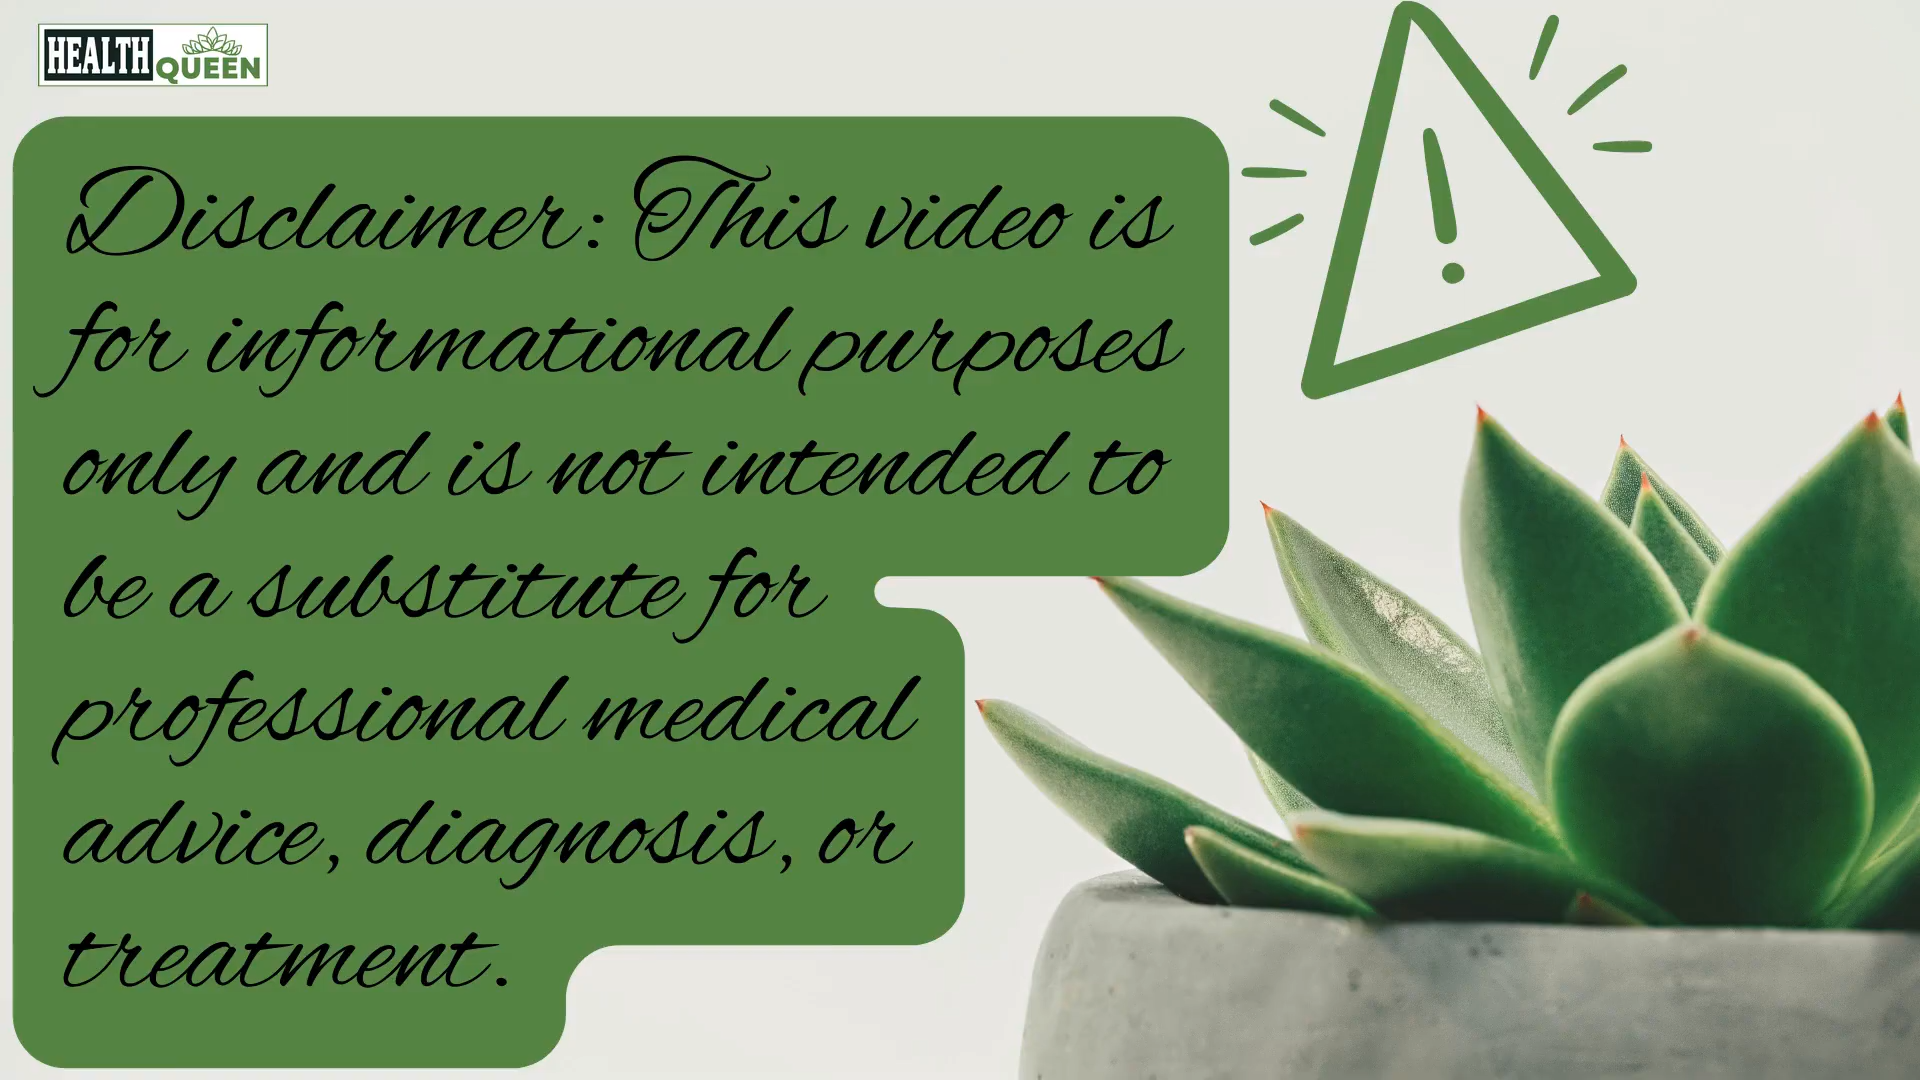 HEALTH QUEEN
Disclaimer: This video is
for informational purposes
only and is not intended to
be a substitute for
professional medical
advice, diagnosis, or
treatment.